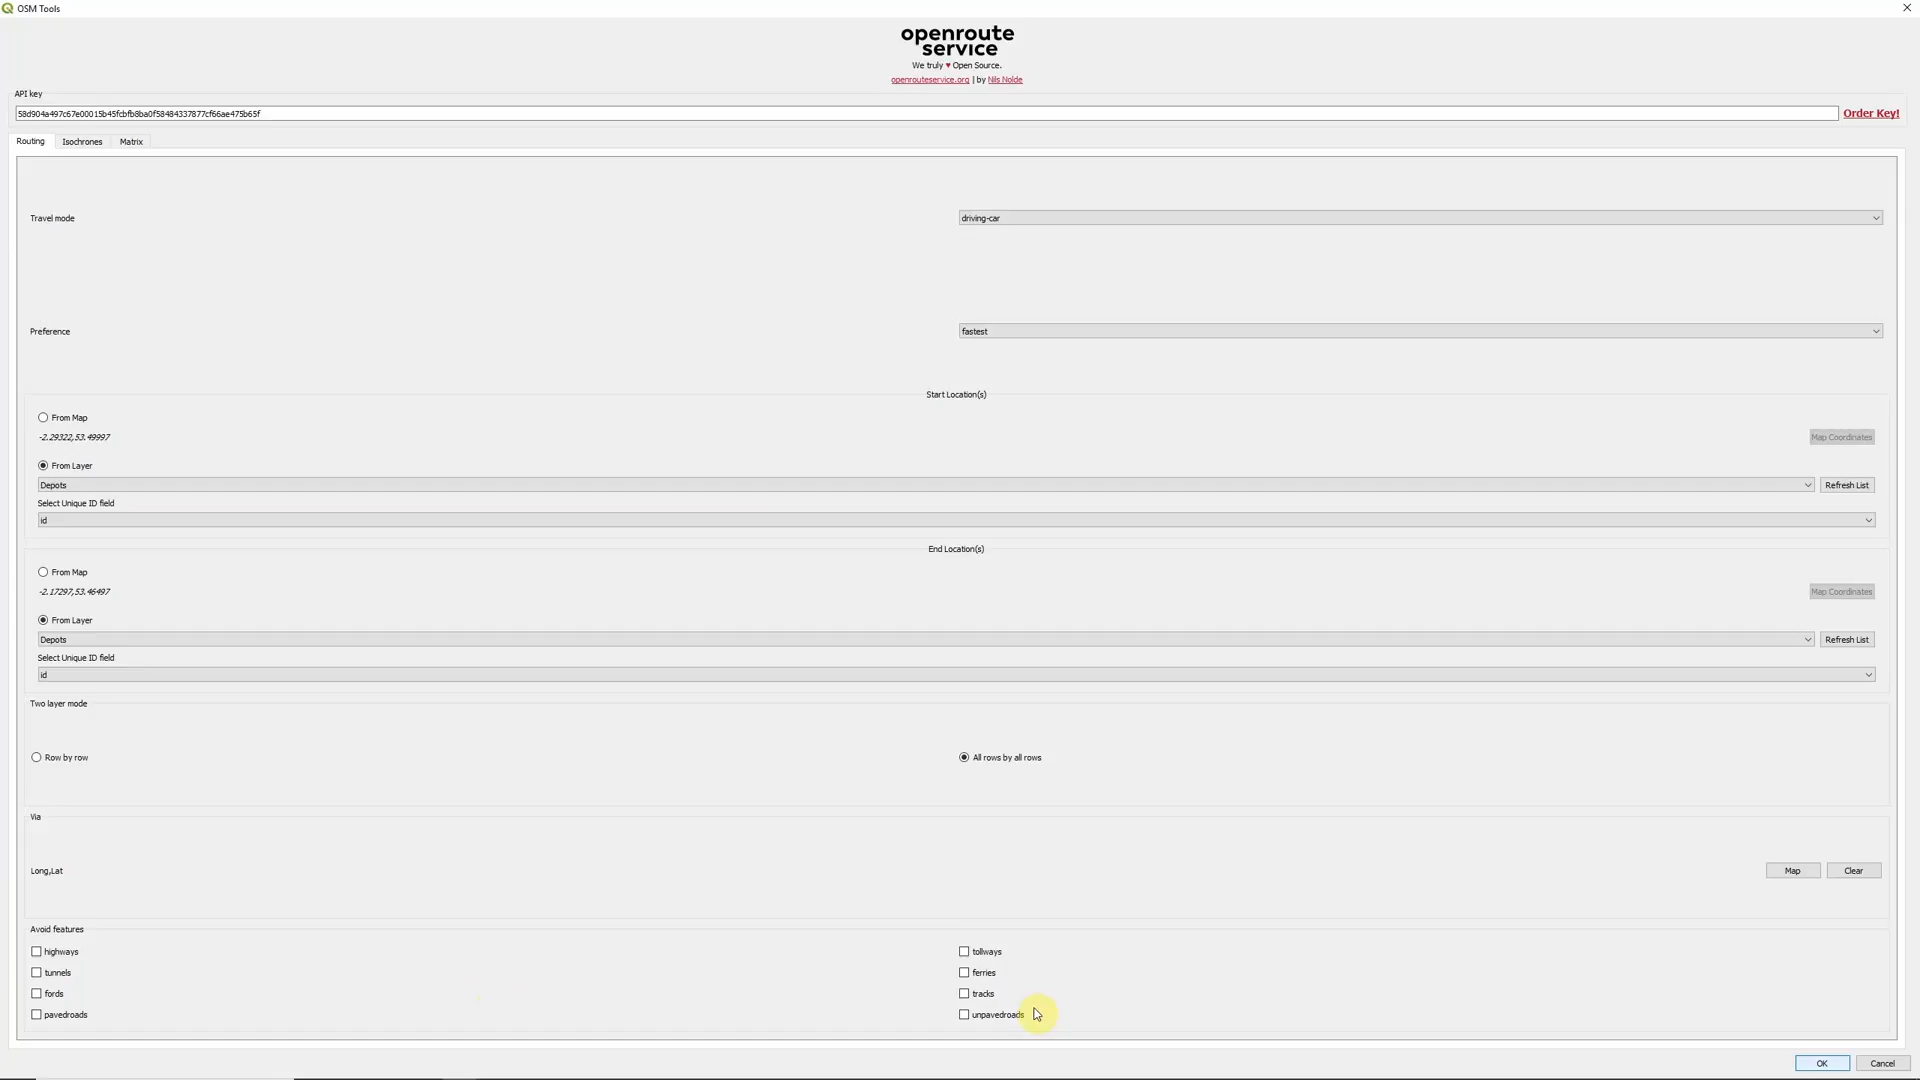 OSM Tools
openroute
service
We truly ♥ Open Source.
openrouteservice.org | by Nils Nolde
API key
58d904a497c67e00015b45fcbfb8ba0f58484337877cf66ae475b65f
Order Key!
Routing Isochrones Matrix
Travel mode driving-car
Preference fastest
Start Location(s)
From Map
-2.29322,53.49997 Map Coordinates
From Layer
Depots Refresh List
Select Unique ID field
id
End Location(s)
From Map
-2.17297,53.46497 Map Coordinates
From Layer
Depots Refresh List
Select Unique ID field
id
Two layer mode
Row by row All rows by all rows
Via
Long,Lat Map Clear
Avoid features
highways tollways
tunnels ferries
fords tracks
pavedroads unpavedroads
OK Cancel